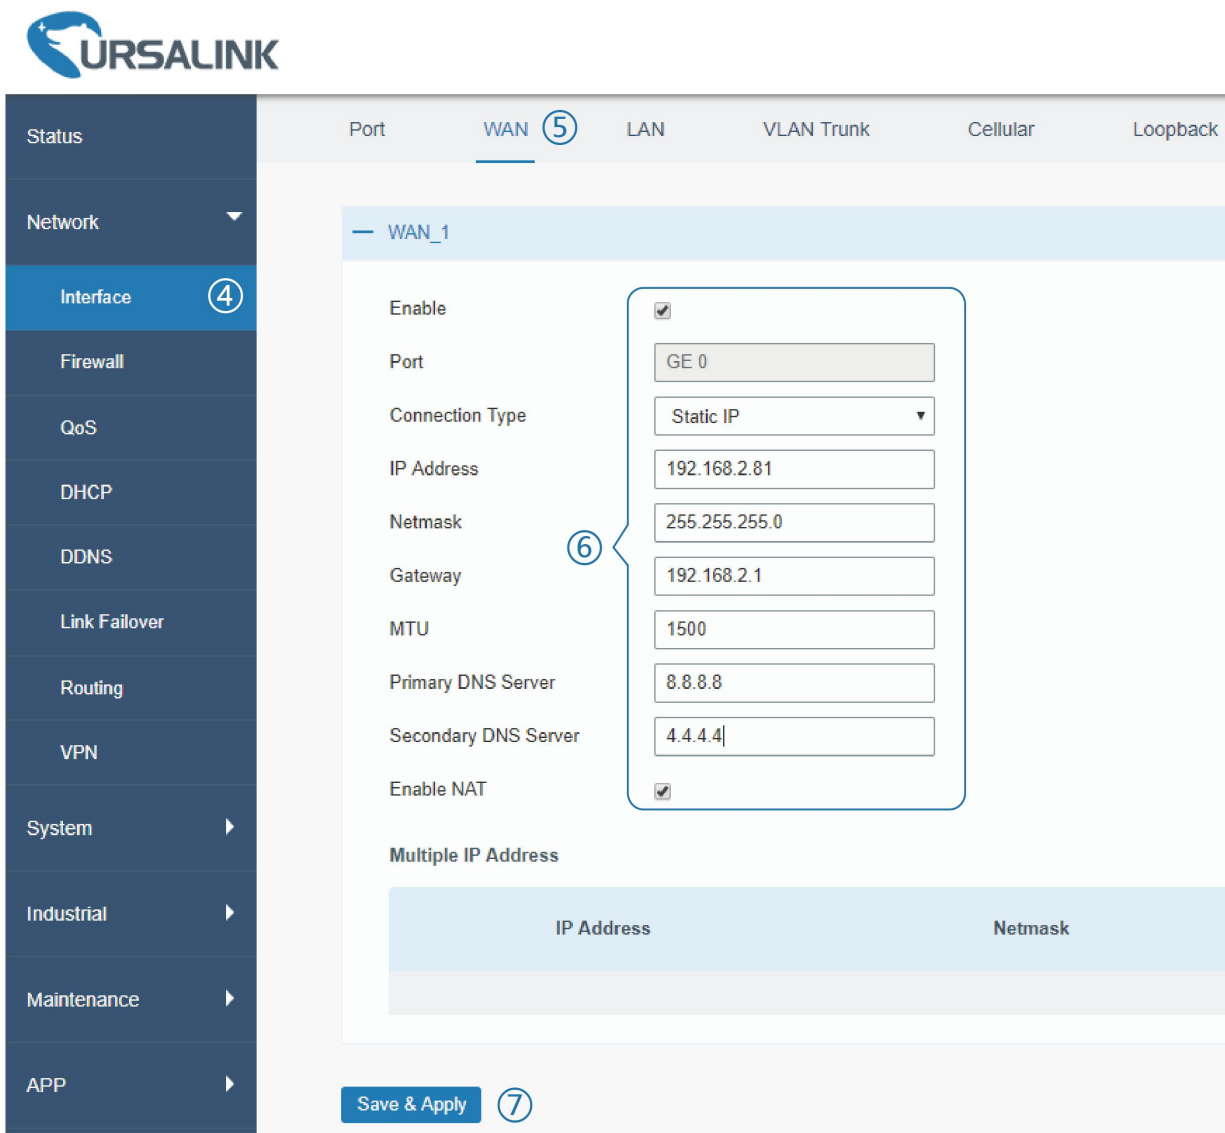 URSALINK
Status
Network
Interface ④
Firewall
QoS
DHCP
DDNS
Link Failover
Routing
VPN
System
Industrial
Maintenance
APP
Port WAN ⑤ LAN VLAN Trunk Cellular Loopback
— WAN_1
Enable
Port GE 0
Connection Type Static IP
IP Address 192.168.2.81
Netmask 255.255.255.0
⑥
Gateway 192.168.2.1
MTU 1500
Primary DNS Server 8.8.8.8
Secondary DNS Server 4.4.4.4
Enable NAT
Multiple IP Address
IP Address Netmask
Save & Apply ⑦